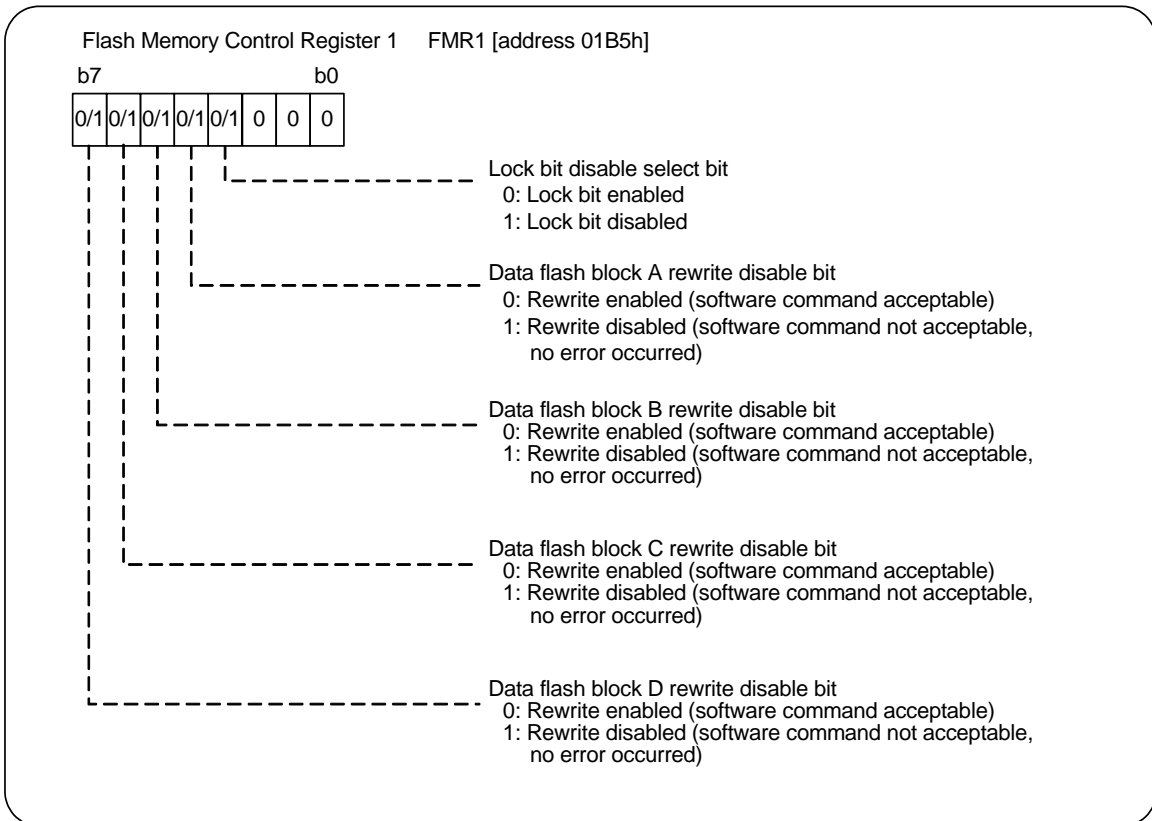 Flash Memory Control Register 1 FMR1 [address 01B5h]
b7 b0
0/1 0/1 0/1 0/1 0/1 0 0 0
Lock bit disable select bit
0: Lock bit enabled
1: Lock bit disabled
Data flash block A rewrite disable bit
0: Rewrite enabled (software command acceptable)
1: Rewrite disabled (software command not acceptable,
no error occurred)
Data flash block B rewrite disable bit
0: Rewrite enabled (software command acceptable)
1: Rewrite disabled (software command not acceptable,
no error occurred)
Data flash block C rewrite disable bit
0: Rewrite enabled (software command acceptable)
1: Rewrite disabled (software command not acceptable,
no error occurred)
Data flash block D rewrite disable bit
0: Rewrite enabled (software command acceptable)
1: Rewrite disabled (software command not acceptable,
no error occurred)